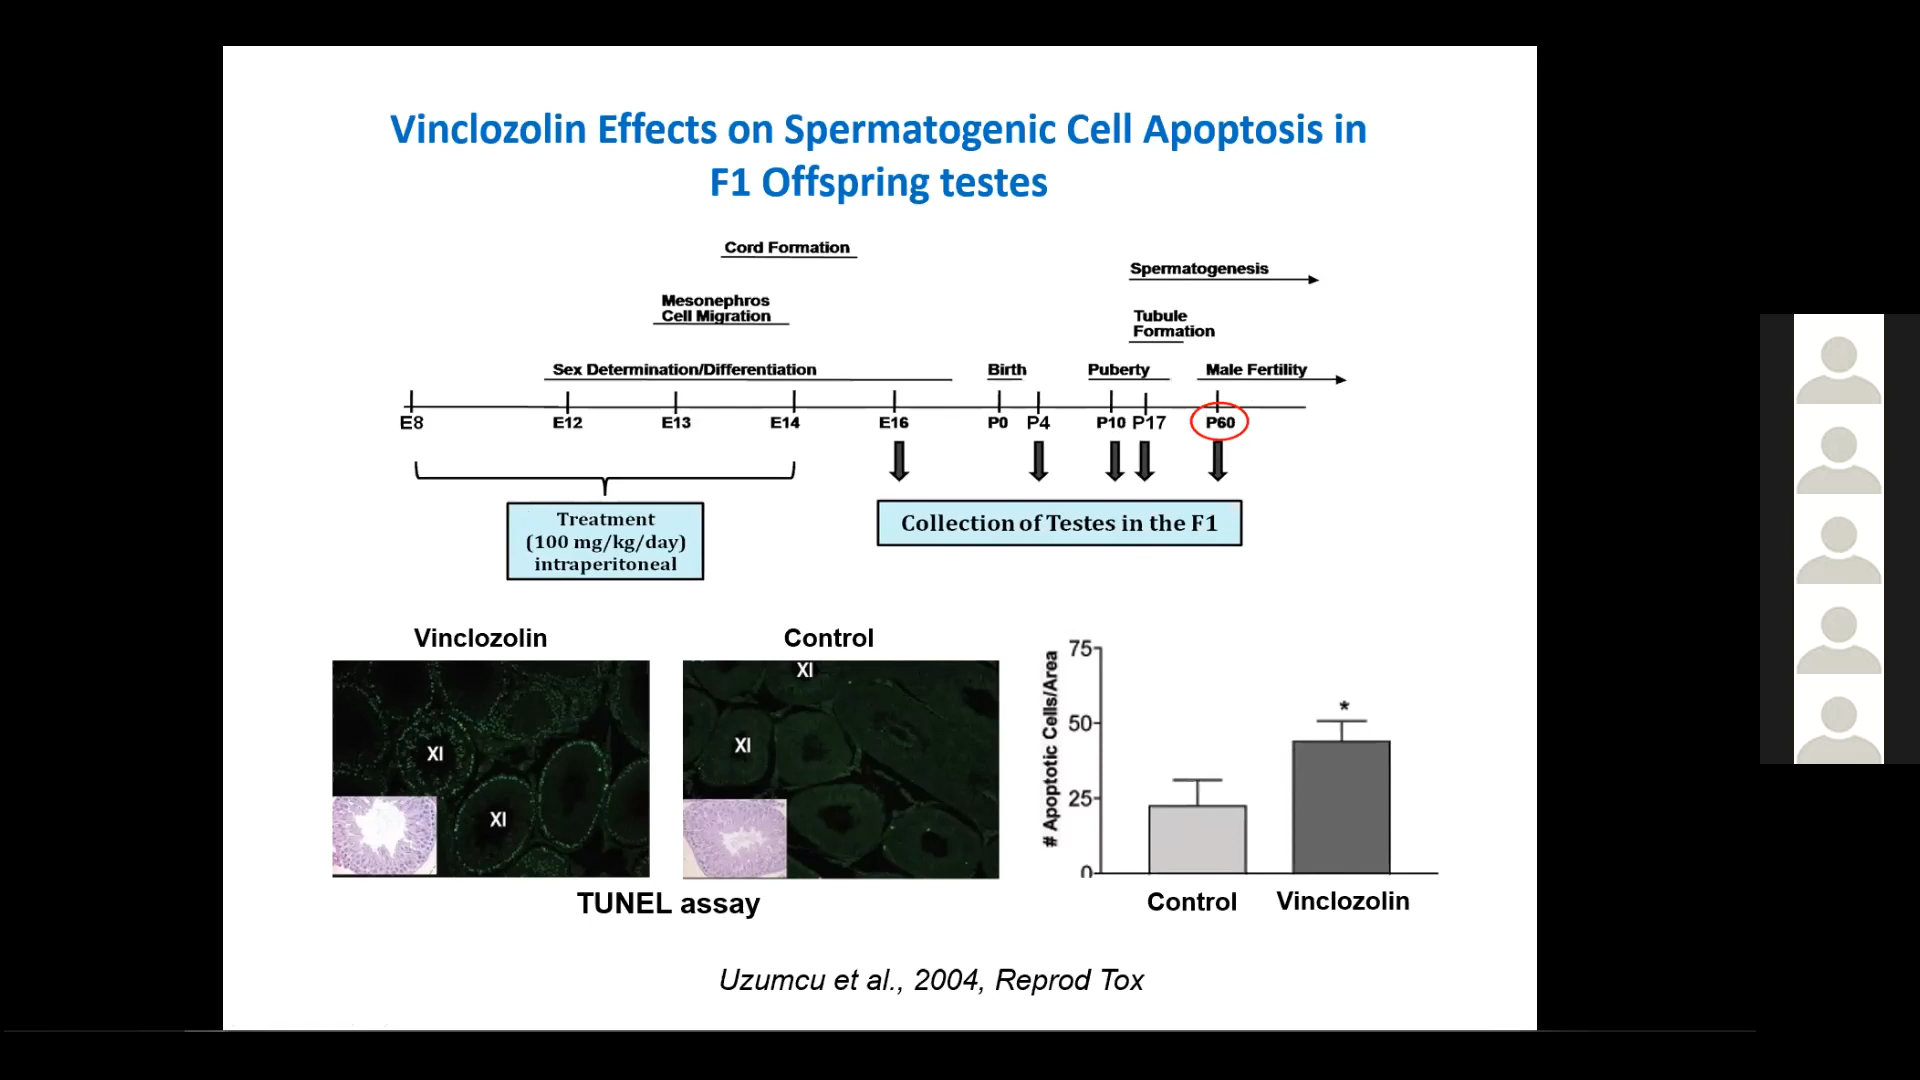 Vinclozolin Effects on Spermatogenic Cell Apoptosis in
F1 Offspring testes
Cord Formation
Spermatogenesis
Mesonephros
Cell Migration
Tubule
Formation
Sex Determination/Differentiation
Birth
Puberty
Male Fertility
E8
E12
E13
E14
E16
P0
P4
P10
P17
P60
Treatment
(100 mg/kg/day)
intraperitoneal
Collection of Testes in the F1
Vinclozolin
Control
XI
XI
XI
XI
TUNEL assay
# Apoptotic Cells/Area
75
50
25
0
*
Control
Vinclozolin
Uzumcu et al., 2004, Reprod Tox